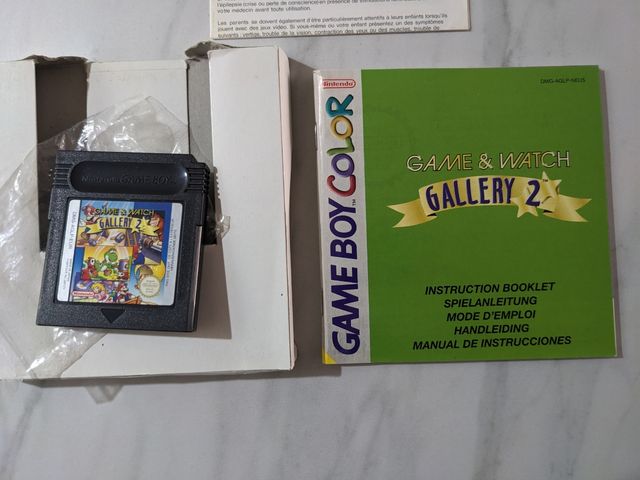 l'épilepsie (crise ou perte de conscience) en présence de
votre médecin avant toute utilisation.
Les parents se doivent également d'être particulièrement attentifs à leurs enfants lorsqu'ils
jouent avec des jeux vidéo. Si vous-même ou votre enfant présentez un des symptômes
suivants : vertige, trouble de la vision, contraction des yeux ou des muscles, trouble de
Nintendo GAME BOY
GAME & WATCH
GALLERY 2
Nintendo
Nintendo
GAME BOY COLOR
TM
DMG-AGLP-NEU5
GAME & WATCH
GALLERY 2
INSTRUCTION BOOKLET
SPIELANLEITUNG
MODE D'EMPLOI
HANDLEIDING
MANUAL DE INSTRUCCIONES